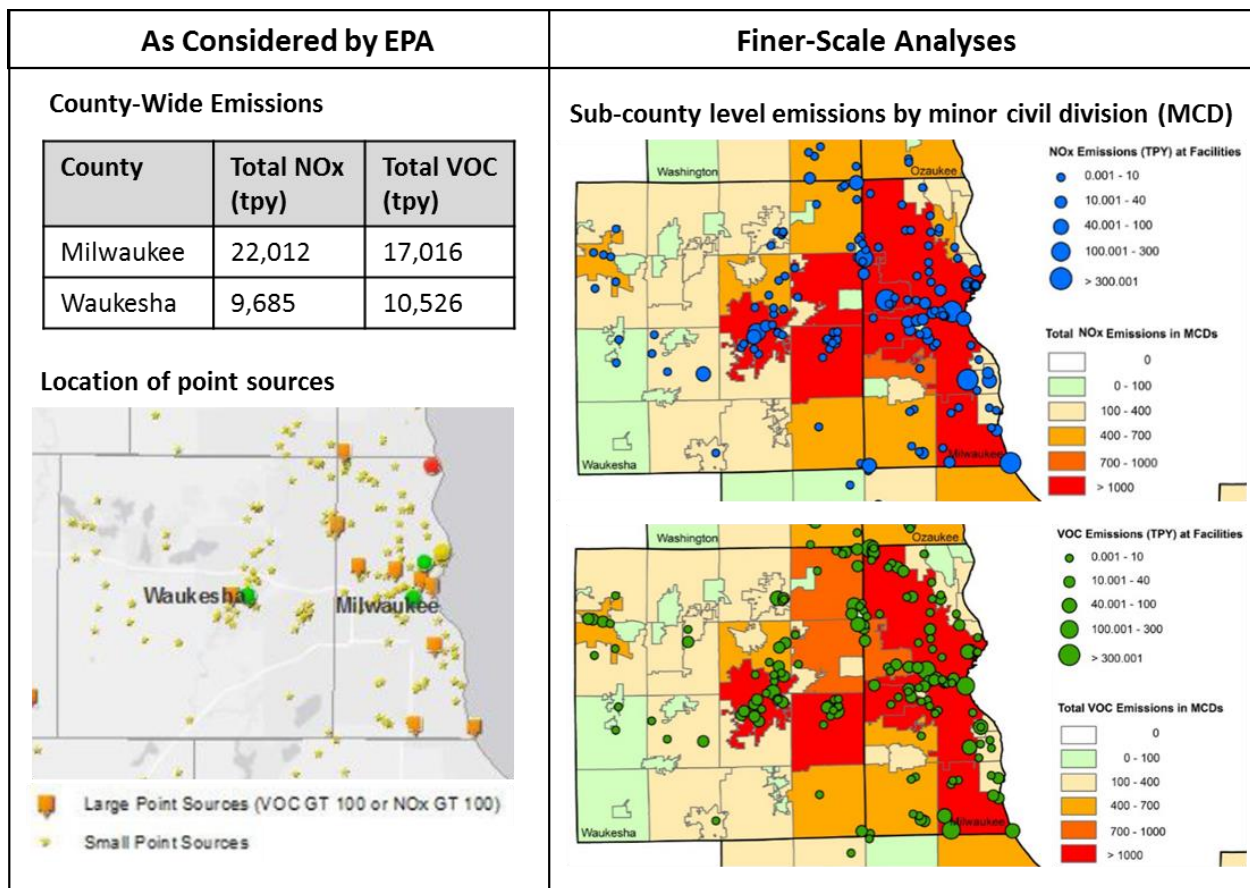 As Considered by EPA
Finer-Scale Analyses
County-Wide Emissions
County
Total NOx
(tpy)
Total VOC
(tpy)
Milwaukee
22,012
17,016
Waukesha
9,685
10,526
Location of point sources
Waukesha
Milwaukee
Large Point Sources (VOC GT 100 or NOx GT 100)
Small Point Sources
Sub-county level emissions by minor civil division (MCD)
Washington
Ozaukee
Waukesha
Milwaukee
NOx Emissions (TPY) at Facilities
0.001 - 10
10.001 - 40
40.001 - 100
100.001 - 300
> 300.001
Total NOx Emissions in MCDs
0
0 - 100
100 - 400
400 - 700
700 - 1000
> 1000
Washington
Ozaukee
Waukesha
Milwaukee
VOC Emissions (TPY) at Facilities
0.001 - 10
10.001 - 40
40.001 - 100
100.001 - 300
> 300.001
Total VOC Emissions in MCDs
0
0 - 100
100 - 400
400 - 700
700 - 1000
> 1000